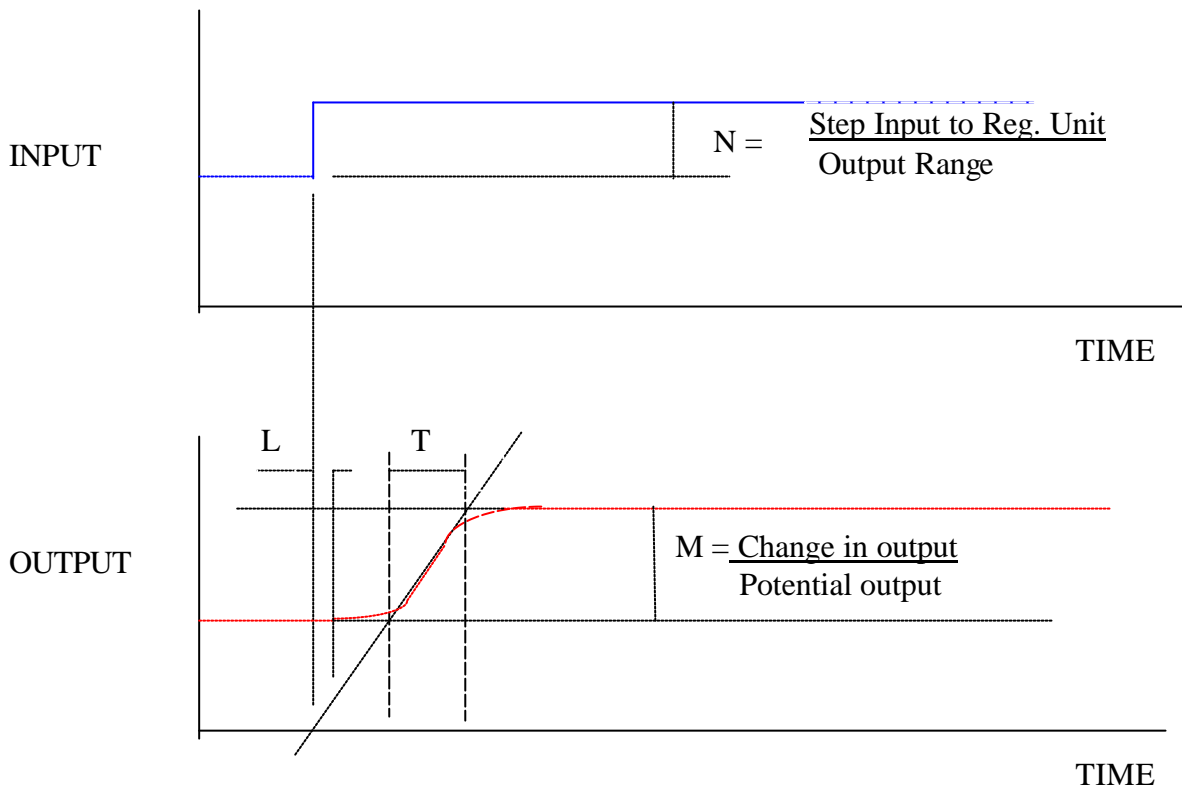 INPUT
N =
Step Input to Reg. Unit
Output Range
TIME
L
T
OUTPUT
M = Change in output
Potential output
TIME